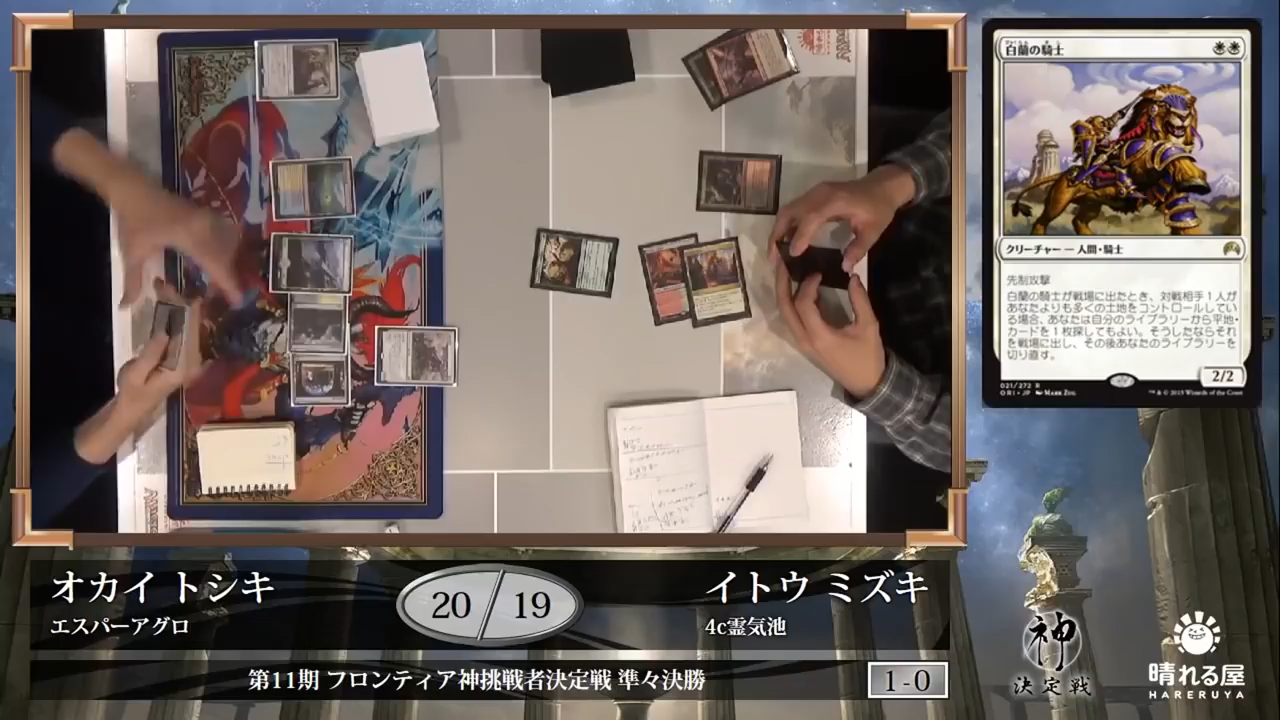 白蘭の騎士
クリーチャー — 人間・騎士
先制攻撃
白蘭の騎士が戦場に出たとき、対戦相手1人が
あなたよりも多くの土地をコントロールしてい
る場合、あなたは自分のライブラリーから平地・
カードを1枚探してもよい。そうしたならそれ
を戦場に出し、その後あなたのライブラリーを
切り直す。
2/2
021/272 R
オカイ トシキ
エスパーアグロ
20 / 19
イトウ ミズキ
4c霊気池
第11期 フロンティア神挑戦者決定戦 準々決勝
1-0
神
決定戦
晴れる屋
HARERUYA